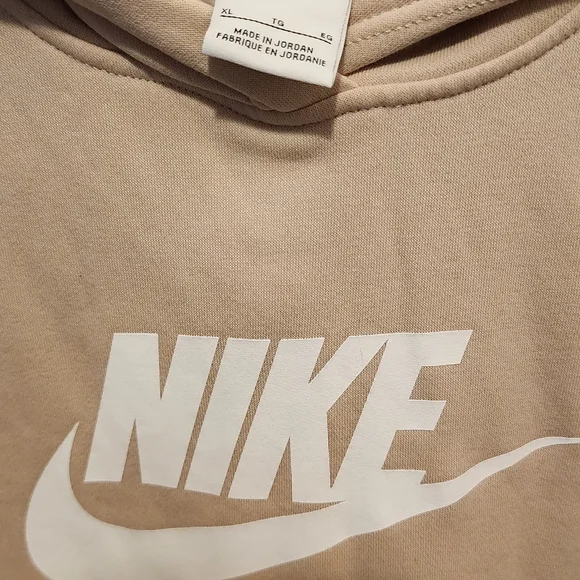 XL TG EG
MADE IN JORDAN
FABRIQUE EN JORDANIE
NIKE